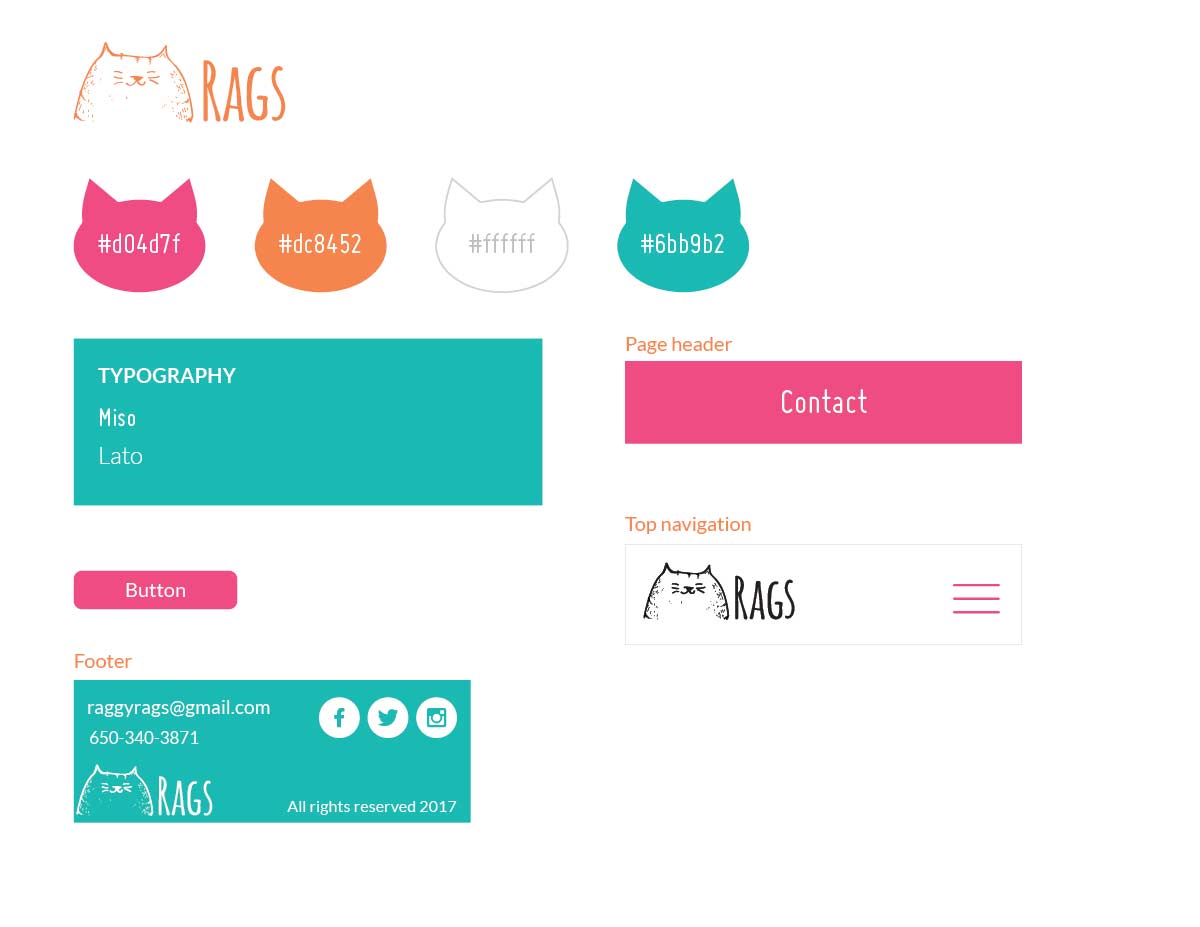 RAGS
#d04d7f
#dc8452
#ffffff
#6bb9b2
TYPOGRAPHY
Miso
Lato
Page header
Contact
Top navigation
RAGS
Button
Footer
raggyrags@gmail.com
650-340-3871
RAGS
All rights reserved 2017